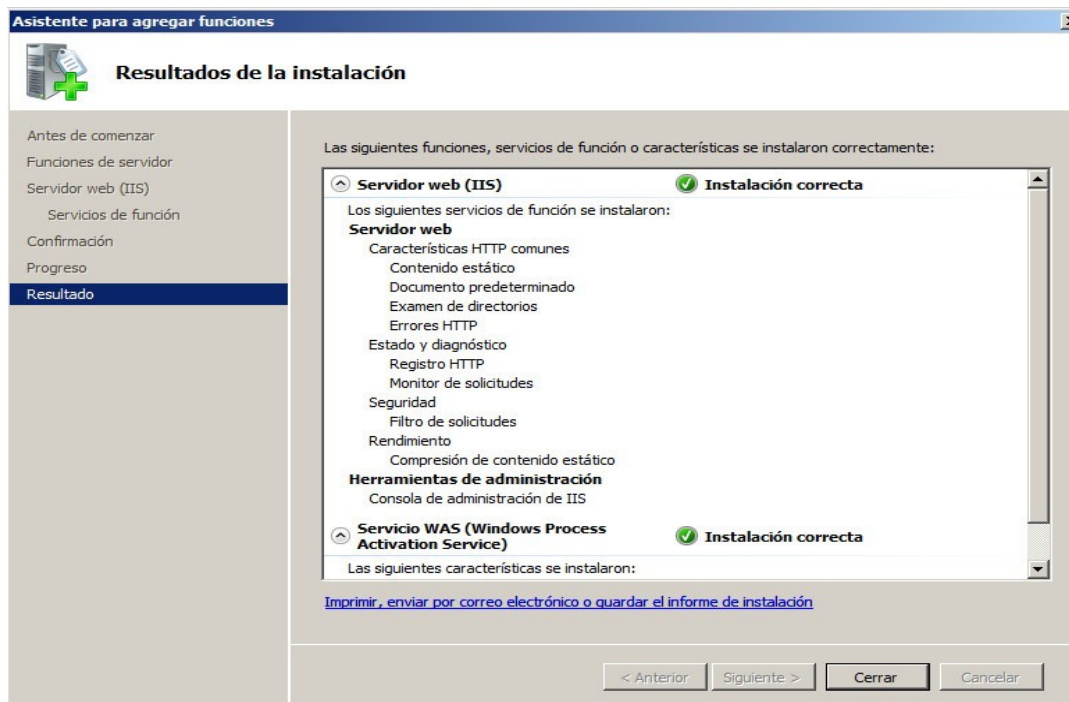 Asistente para agregar funciones
Resultados de la instalación
Antes de comenzar
Funciones de servidor
Servidor web (IIS)
Servicios de función
Confirmación
Progreso
Resultado
Las siguientes funciones, servicios de función o características se instalaron correctamente:
Servidor web (IIS) Instalación correcta
Los siguientes servicios de función se instalaron:
Servidor web
Características HTTP comunes
Contenido estático
Documento predeterminado
Examen de directorios
Errores HTTP
Estado y diagnóstico
Registro HTTP
Monitor de solicitudes
Seguridad
Filtro de solicitudes
Rendimiento
Compresión de contenido estático
Herramientas de administración
Consola de administración de IIS
Servicio WAS (Windows Process
Activation Service) Instalación correcta
Las siguientes características se instalaron:
Imprimir, enviar por correo electrónico o guardar el informe de instalación
< Anterior Siguiente > Cerrar Cancelar